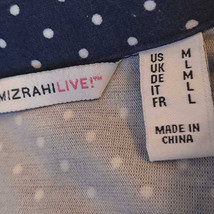 MIZRAHILIVE!™
US M
UK L
DE M
IT L
FR L
MADE IN
CHINA